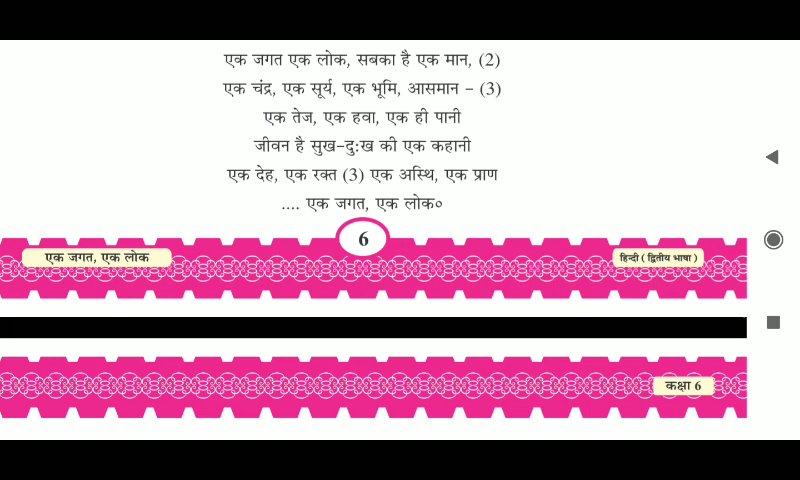 एक जगत एक लोक, सबका है एक मान, (2)
एक चंद्र, एक सूर्य, एक भूमि, आसमान - (3)
एक तेज, एक हवा, एक ही पानी
जीवन है सुख-दुःख की एक कहानी
एक देह, एक रक्त (3) एक अस्थि, एक प्राण
.... एक जगत, एक लोक०
6
एक जगत, एक लोक
हिन्दी ( द्वितीय भाषा )
कक्षा 6